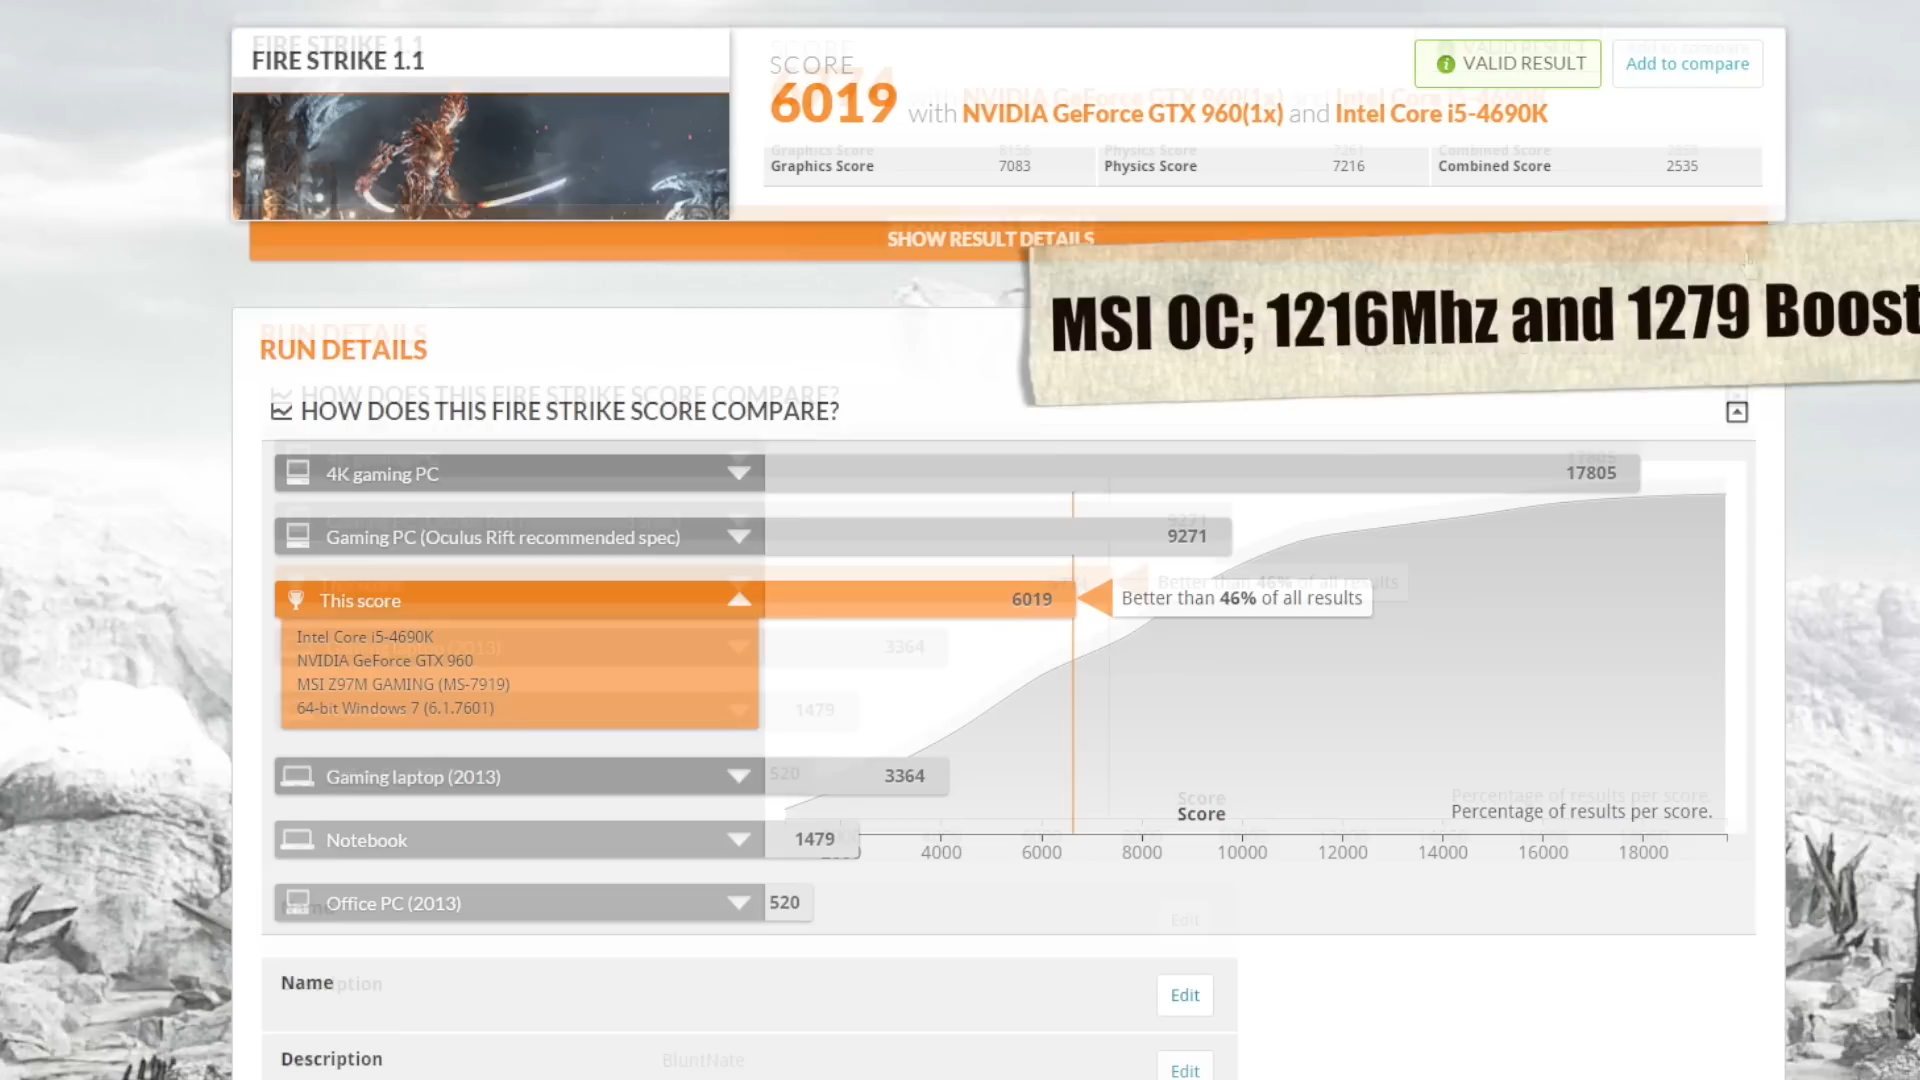 FIRE STRIKE 1.1
SCORE
6019 with NVIDIA GeForce GTX 960(1x) and Intel Core i5-4690K
VALID RESULT
Add to compare
Graphics Score 7083 Physics Score 7216 Combined Score 2535
SHOW RESULT DETAILS
MSI OC; 1216Mhz and 1279 Boost
RUN DETAILS
HOW DOES THIS FIRE STRIKE SCORE COMPARE?
4K gaming PC 17805
Gaming PC (Oculus Rift recommended spec) 9271
This score 6019 Better than 46% of all results
Intel Core i5-4690K
NVIDIA GeForce GTX 960
MSI Z97M GAMING (MS-7919)
64-bit Windows 7 (6.1.7601)
Gaming laptop (2013) 3364
Score
Percentage of results per score.
Notebook 1479
4000 6000 8000 10000 12000 14000 16000 18000
Office PC (2013) 520
Name Edit
Description BluntNate Edit